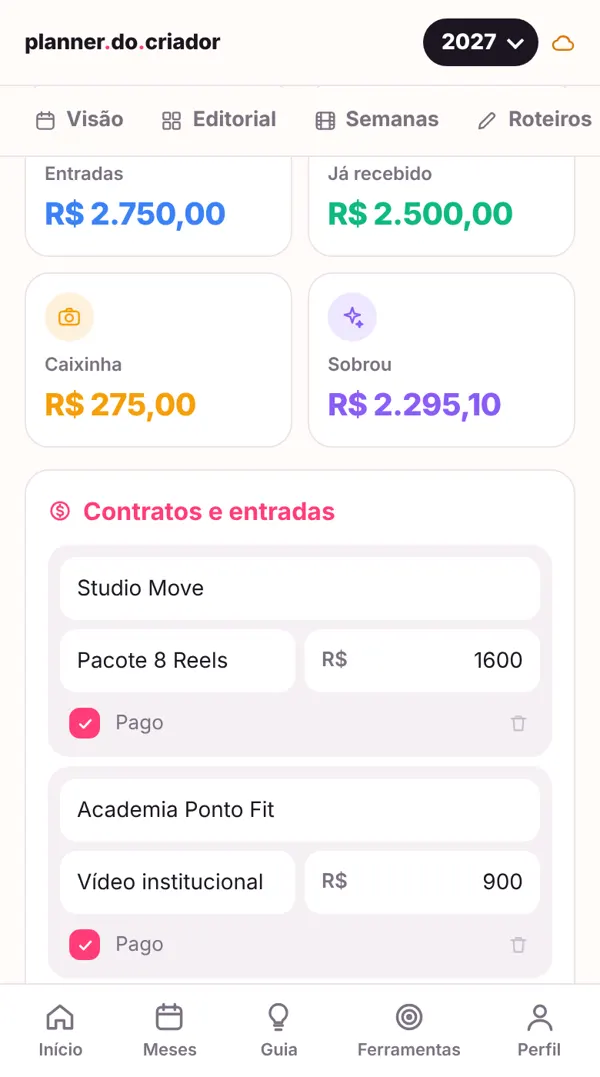 planner.do.criador
2027
Visão Editorial Semanas Roteiros
Entradas
R$ 2.750,00
Já recebido
R$ 2.500,00
Caixinha
R$ 275,00
Sobrou
R$ 2.295,10
Contratos e entradas
Studio Move
Pacote 8 Reels
R$ 1600
Pago
Academia Ponto Fit
Vídeo institucional
R$ 900
Pago
Início Meses Guia Ferramentas Perfil